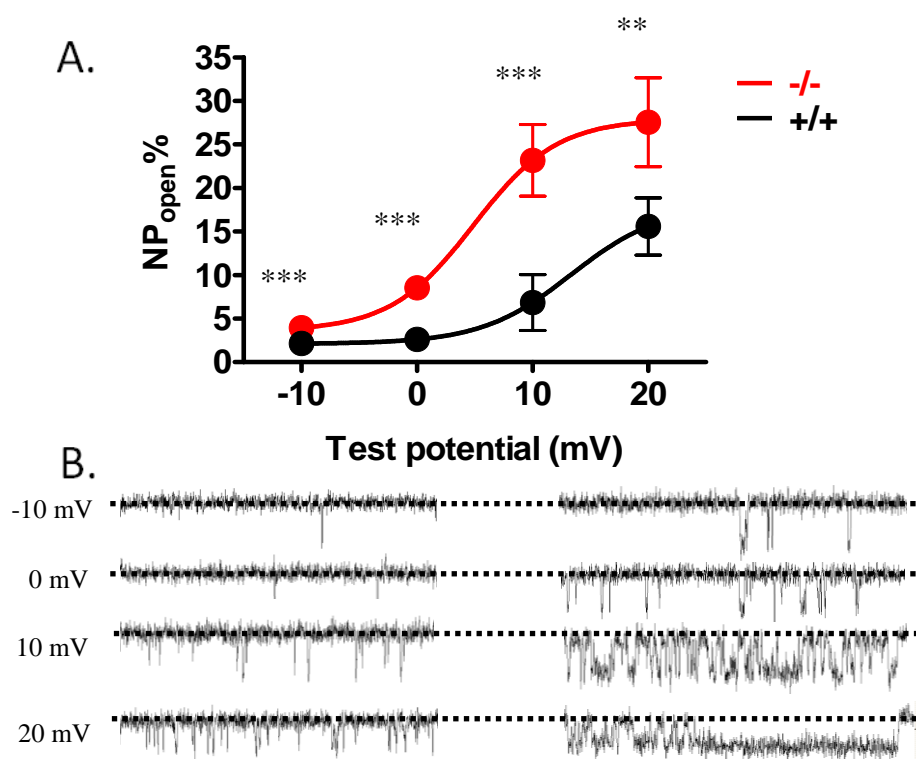 A.
**
***
***
***
-/-
+/+
NPopen%
35
30
25
20
15
10
5
0
-10 0 10 20
Test potential (mV)
B.
-10 mV
0 mV
10 mV
20 mV